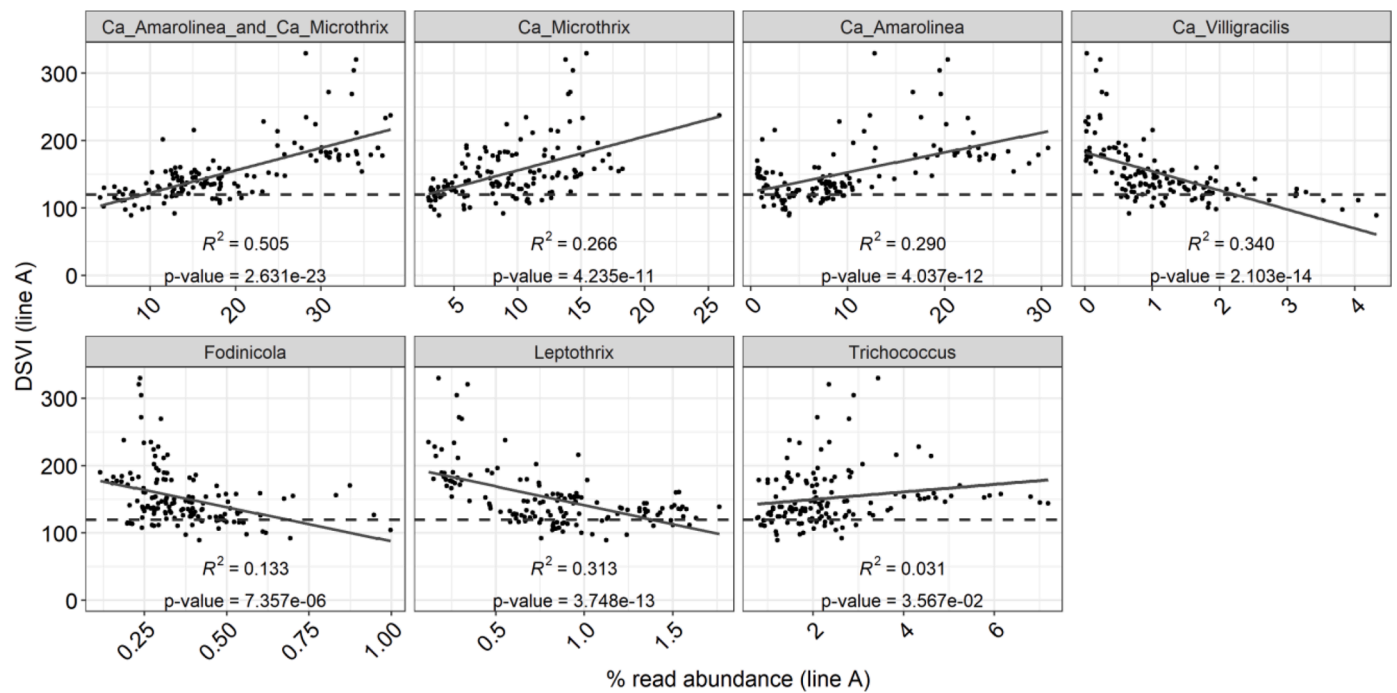 Ca_Amarolinea_and_Ca_Microthrix
Ca_Microthrix
Ca_Amarolinea
Ca_Villigracilis
300
200
100
0
R² = 0.505
p-value = 2.631e-23
R² = 0.266
p-value = 4.235e-11
R² = 0.290
p-value = 4.037e-12
R² = 0.340
p-value = 2.103e-14
10 20 30
5 10 15 20 25
0 10 20 30
0 1 2 3 4
DSVI (line A)
Fodinicola
Leptothrix
Trichococcus
300
200
100
0
R² = 0.133
p-value = 7.357e-06
R² = 0.313
p-value = 3.748e-13
R² = 0.031
p-value = 3.567e-02
0.25 0.50 0.75 1.00
0.5 1.0 1.5
2 4 6
% read abundance (line A)